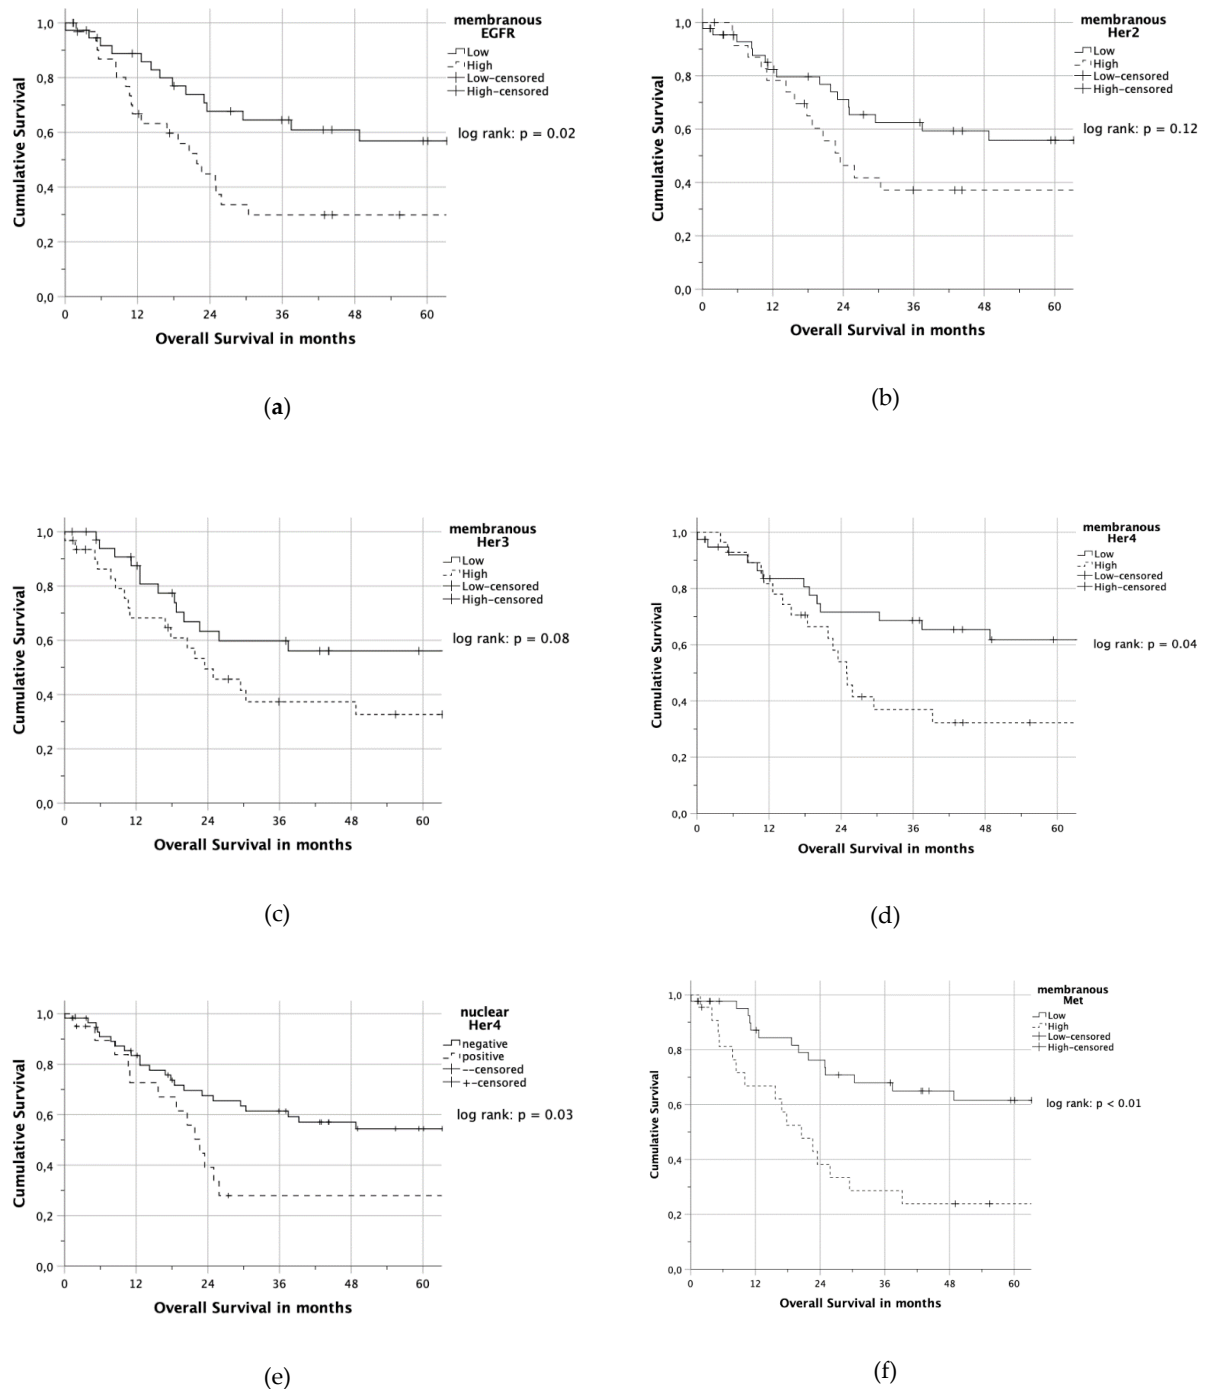 membranous
EGFR
Low
High
Low-censored
High-censored
log rank: p = 0.02
Cumulative Survival
1,0
0,8
0,6
0,4
0,2
0,0
0 12 24 36 48 60
Overall Survival in months
(a)
membranous
Her2
Low
High
Low-censored
High-censored
log rank: p = 0.12
Cumulative Survival
1,0
0,8
0,6
0,4
0,2
0,0
0 12 24 36 48 60
Overall Survival in months
(b)
membranous
Her3
Low
High
Low-censored
High-censored
log rank: p = 0.08
Cumulative Survival
1,0
0,8
0,6
0,4
0,2
0,0
0 12 24 36 48 60
Overall Survival in months
(c)
membranous
Her4
Low
High
Low-censored
High-censored
log rank: p = 0.04
Cumulative Survival
1,0
0,8
0,6
0,4
0,2
0,0
0 12 24 36 48 60
Overall Survival in months
(d)
nuclear
Her4
negative
positive
--censored
+-censored
log rank: p = 0.03
Cumulative Survival
1,0
0,8
0,6
0,4
0,2
0,0
0 12 24 36 48 60
Overall Survival in months
(e)
membranous
Met
Low
High
Low-censored
High-censored
log rank: p < 0.01
Cumulative Survival
1,0
0,8
0,6
0,4
0,2
0,0
0 12 24 36 48 60
Overall Survival in months
(f)